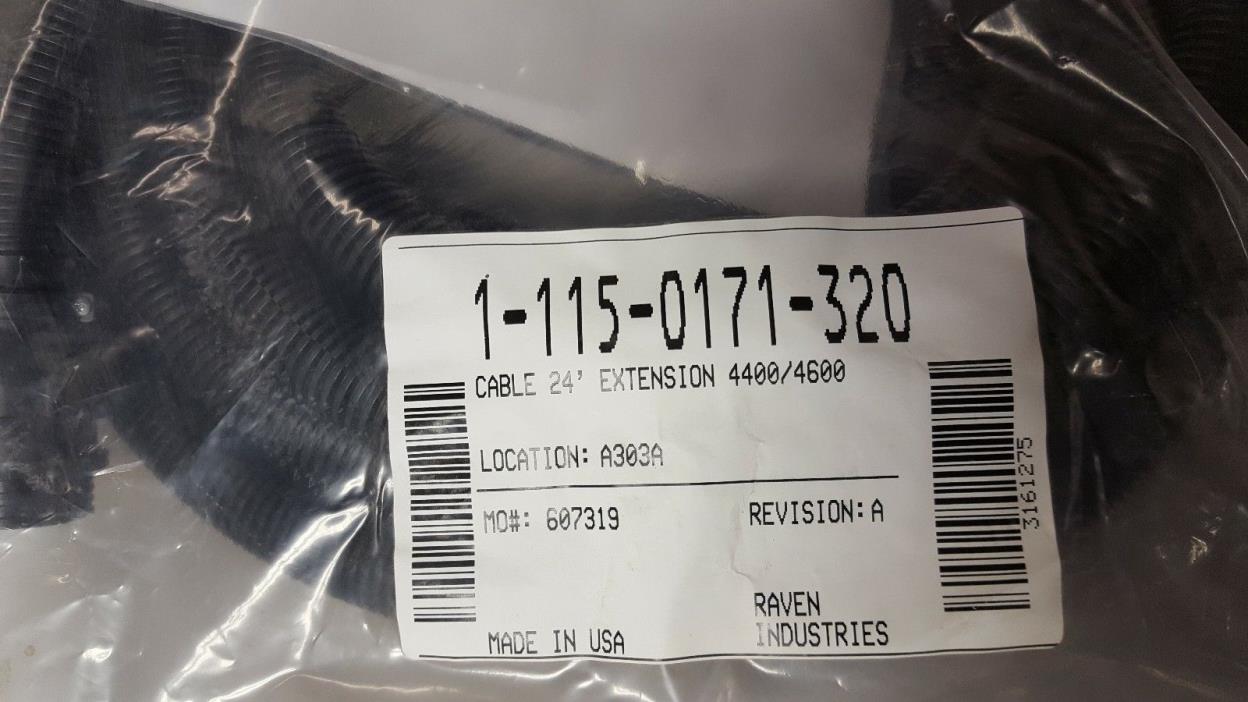 1-115-0171-320
CABLE 24' EXTENSION 4400/4600
LOCATION: A303A
MO#: 607319
REVISION: A
3161275
MADE IN USA
RAVEN
INDUSTRIES